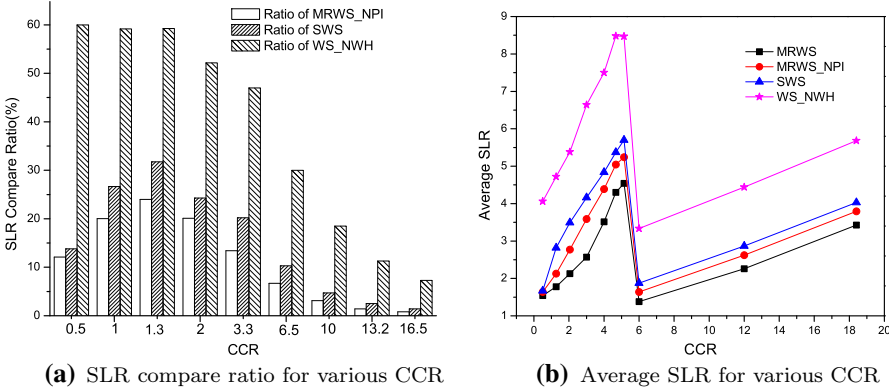 Ratio of MRWS_NPI
Ratio of SWS
Ratio of WS_NWH
SLR Compare Ratio(%)
60
50
40
30
20
10
0
0.5 1 1.3 2 3.3 6.5 10 13.2 16.5
CCR
(a) SLR compare ratio for various CCR
MRWS
MRWS_NPI
SWS
WS_NWH
Average SLR
9
8
7
6
5
4
3
2
1
0 2 4 6 8 10 12 14 16 18 20
CCR
(b) Average SLR for various CCR